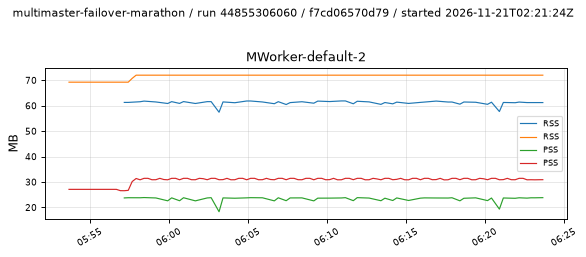 multimaster-failover-marathon / run 44855306060 / f7cd06570d79 / started 2026-11-21T02:21:24Z
MWorker-default-2
MB
70
60
50
40
30
20
RSS
RSS
PSS
PSS
05:55
06:00
06:05
06:10
06:15
06:20
06:25